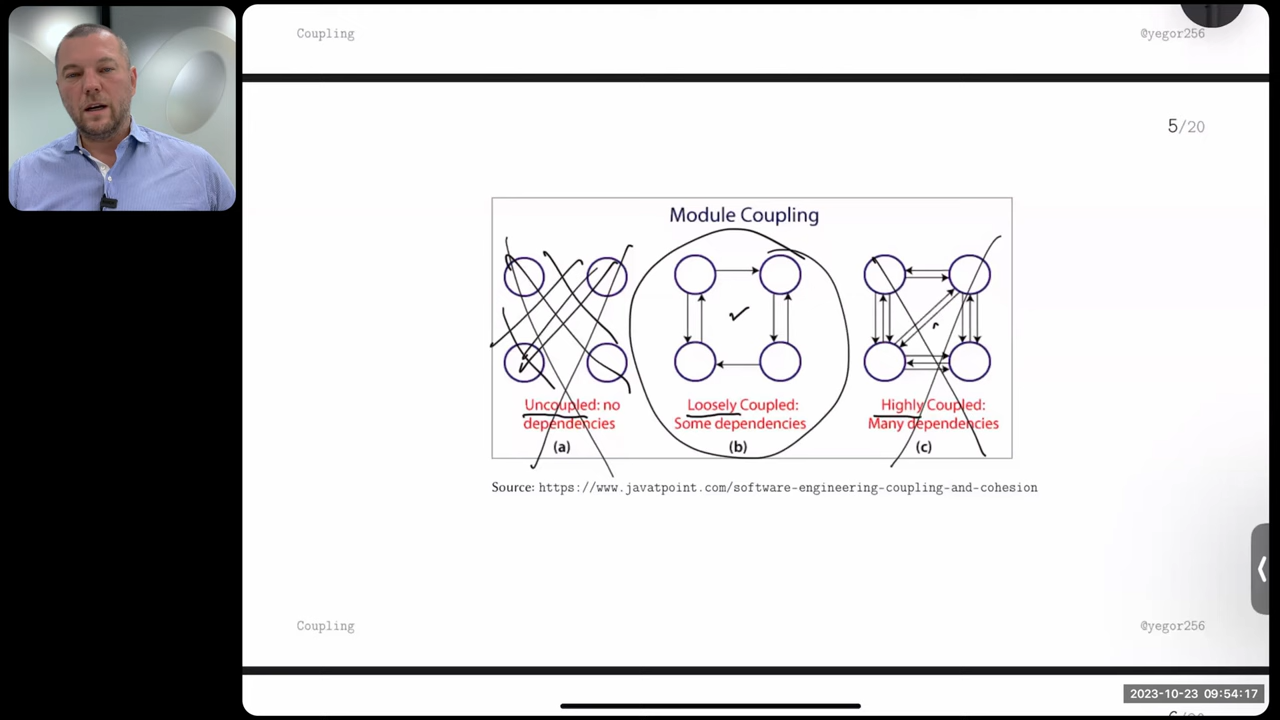 Coupling @yegor256
5/20
Module Coupling
Uncoupled: no
dependencies
(a)
Loosely Coupled:
Some dependencies
(b)
Highly Coupled:
Many dependencies
(c)
Source: https://www.javatpoint.com/software-engineering-coupling-and-cohesion
Coupling @yegor256
2023-10-23 09:54:17